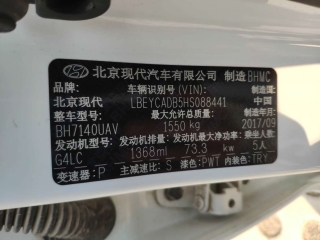 北京现代汽车有限公司 制造 BHMC
品牌: 车辆识别号(VIN): 制造国:
北京现代 LBEYCADB5HS088441 中国
整车型号: 最大允许总质量: 制造年月:
BH7140UAV 1550 kg 2017/09
发动机型号: 发动机排量: 发动机最大净功率: 乘坐人数:
G4LC 1368ml 73.3 kw 5人
变速器: P 主减速比: S 漆色: PWT 内饰: TRY